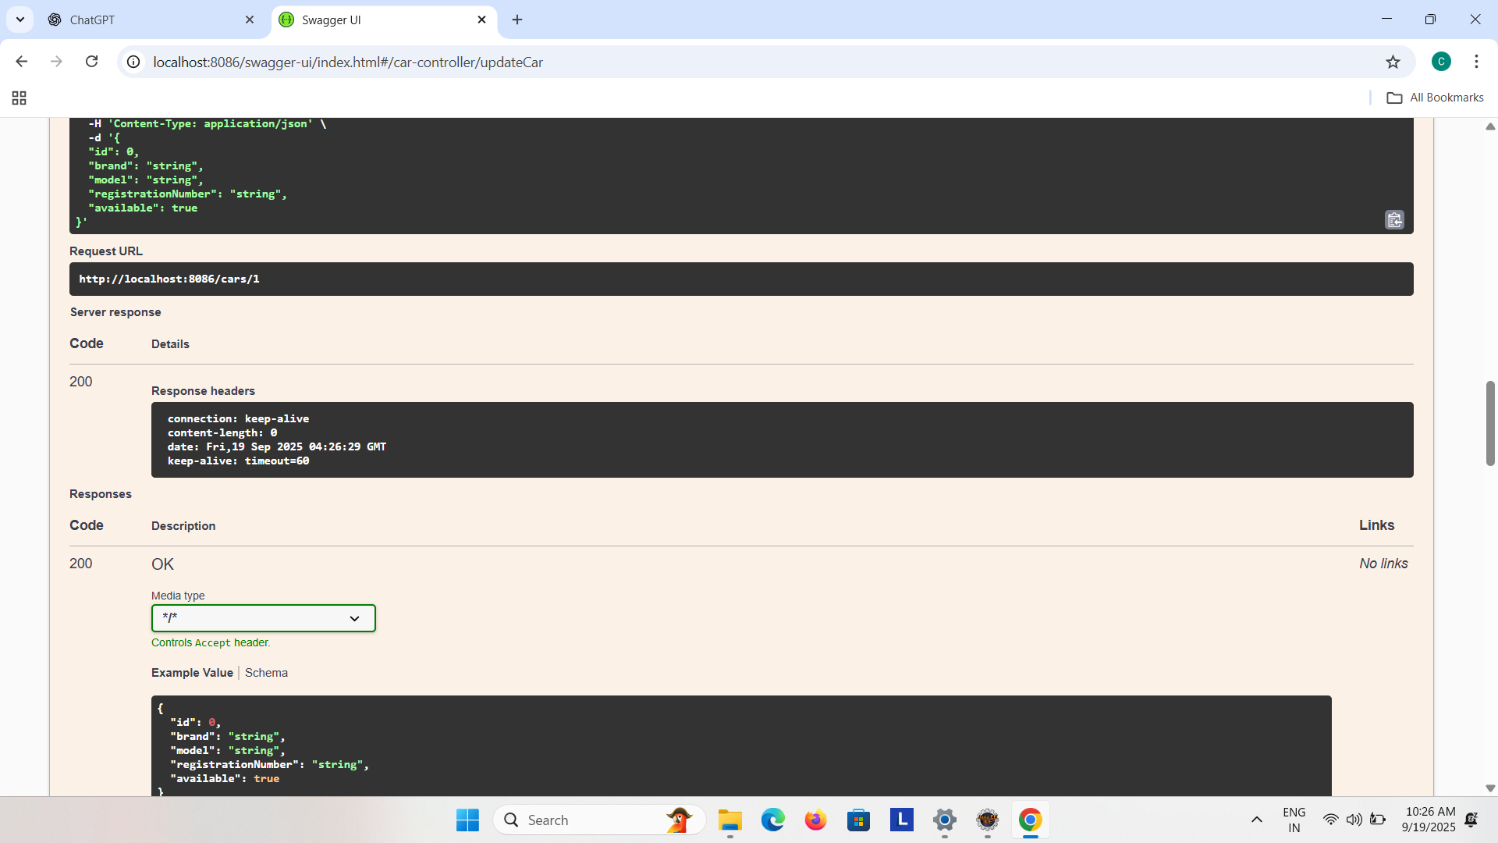 ChatGPT
Swagger UI
localhost:8086/swagger-ui/index.html#/car-controller/updateCar
C
All Bookmarks
-H 'Content-Type: application/json' \
-d '{
"id": 0,
"brand": "string",
"model": "string",
"registrationNumber": "string",
"available": true
}'
Request URL
http://localhost:8086/cars/1
Server response
Code Details
200
Response headers
connection: keep-alive
content-length: 0
date: Fri,19 Sep 2025 04:26:29 GMT
keep-alive: timeout=60
Responses
Code Description Links
200 OK No links
Media type
*/*
Controls Accept header.
Example Value Schema
{
"id": 0,
"brand": "string",
"model": "string",
"registrationNumber": "string",
"available": true
}
Search
L
ENG
IN
10:26 AM
9/19/2025